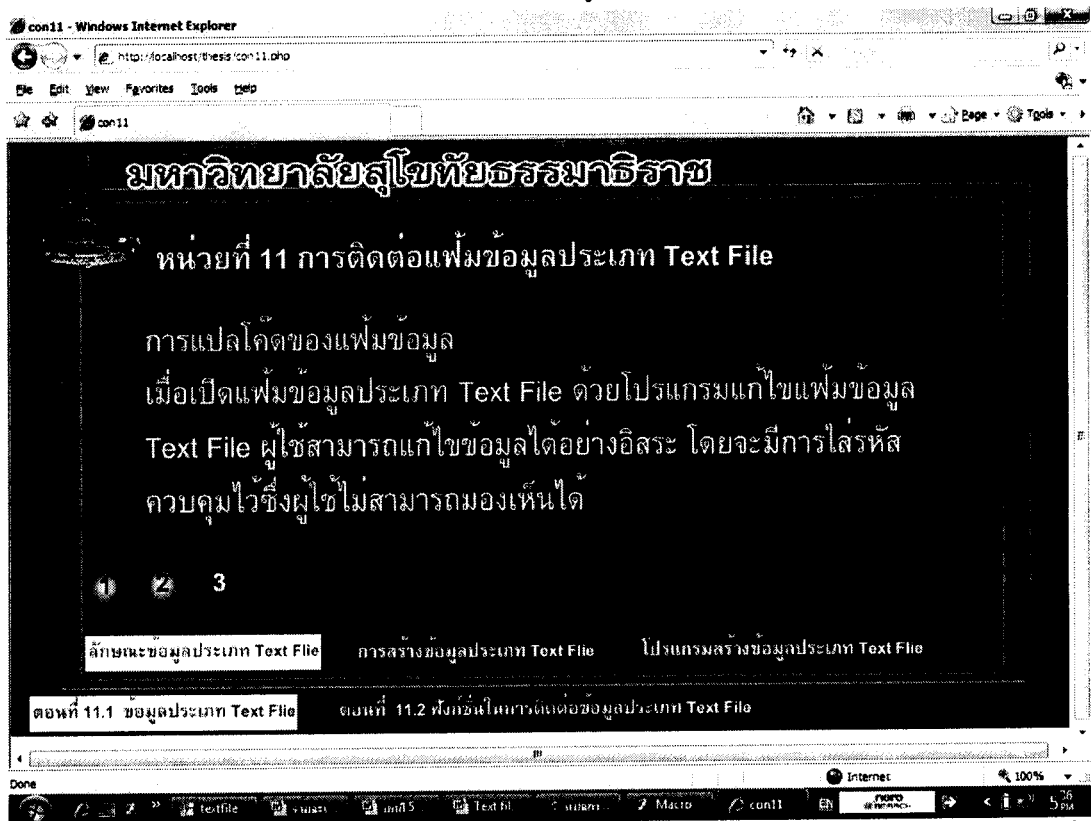 con11 - Windows Internet Explorer
http://localhost/thesis/con11.php
File Edit View Favorites Tools Help
con11
Page Tools
มหาวิทยาลัยสุโขทัยธรรมาธิราช
หน่วยที่ 11 การติดต่อแฟ้มข้อมูลประเภท Text File
การแปลโค๊ดของแฟ้มข้อมูล
เมื่อเปิดแฟ้มข้อมูลประเภท Text File ด้วยโปรแกรมแก้ไขแฟ้มข้อมูล
Text File ผู้ใช้สามารถแก้ไขข้อมูลได้อย่างอิสระ โดยจะมีการใส่รหัส
ควบคุมไว้ซึ่งผู้ใช้ไม่สามารถมองเห็นได้
1 2 3
ลักษณะข้อมูลประเภท Text Flie การสร้างข้อมูลประเภท Text Flie โปรแกรมสร้างข้อมูลประเภท Text Flie
ตอนที่ 11.1 ข้อมูลประเภท Text Flie ตอนที่ 11.2 ฟังก์ชั่นในการติดต่อข้อมูลประเภท Text File
Done Internet 100%
textfile Text fil Macro con11 EN